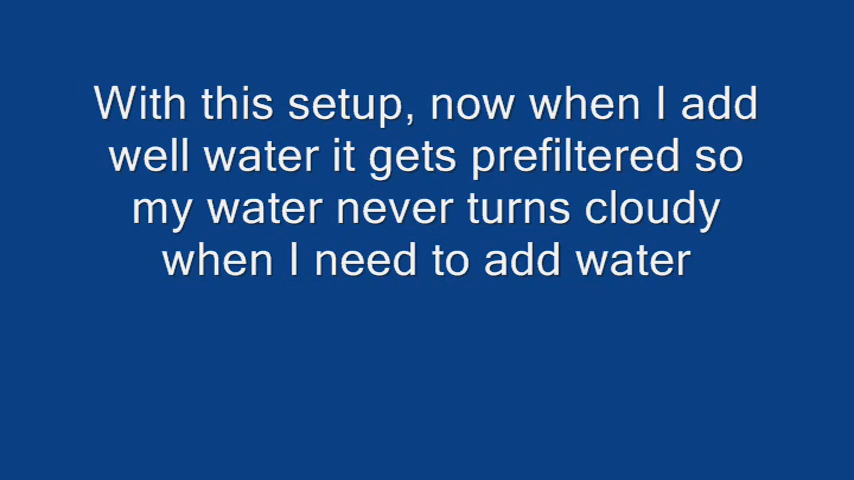 With this setup, now when I add
well water it gets prefiltered so
my water never turns cloudy
when I need to add water